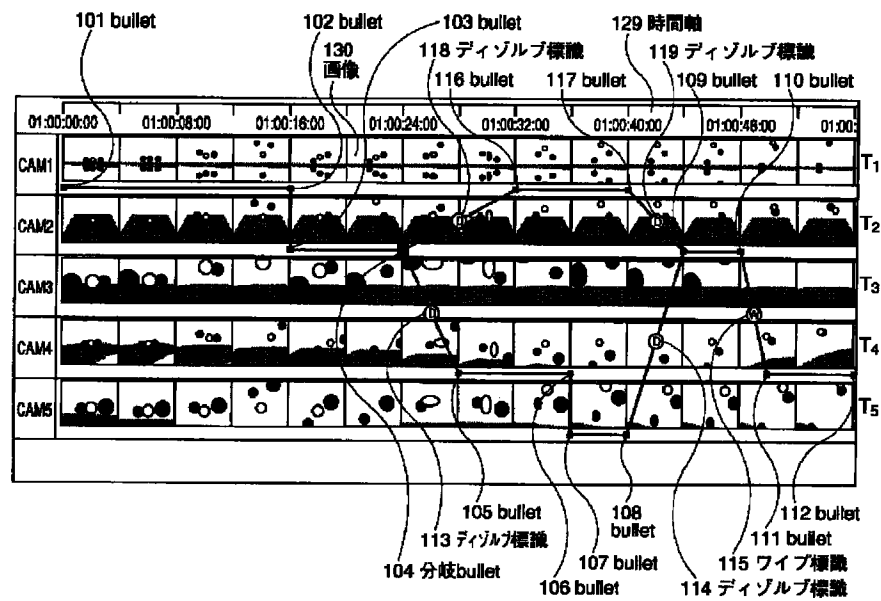 101 bullet
102 bullet
103 bullet
130
画像
118 ディゾルブ標識
116 bullet
117 bullet
129 時間軸
119 ディゾルブ標識
109 bullet
110 bullet
01:00:00:00
01:00:08:00
01:00:16:00
01:00:24:00
01:00:32:00
01:00:40:00
01:00:48:00
01:00:
CAM1
T1
CAM2
D
D
T2
CAM3
T3
D
W
CAM4
D
T4
CAM5
T5
105 bullet
108
bullet
112 bullet
113 ディゾルブ標識
111 bullet
104 分岐bullet
107 bullet
115 ワイプ標識
106 bullet
114 ディゾルブ標識